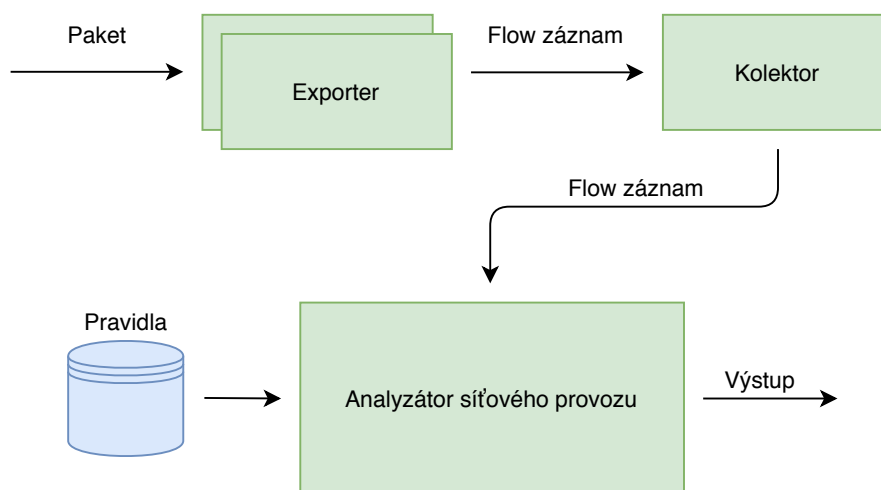 Paket
Flow záznam
Exporter
Kolektor
Flow záznam
Pravidla
Analyzátor síťového provozu
Výstup